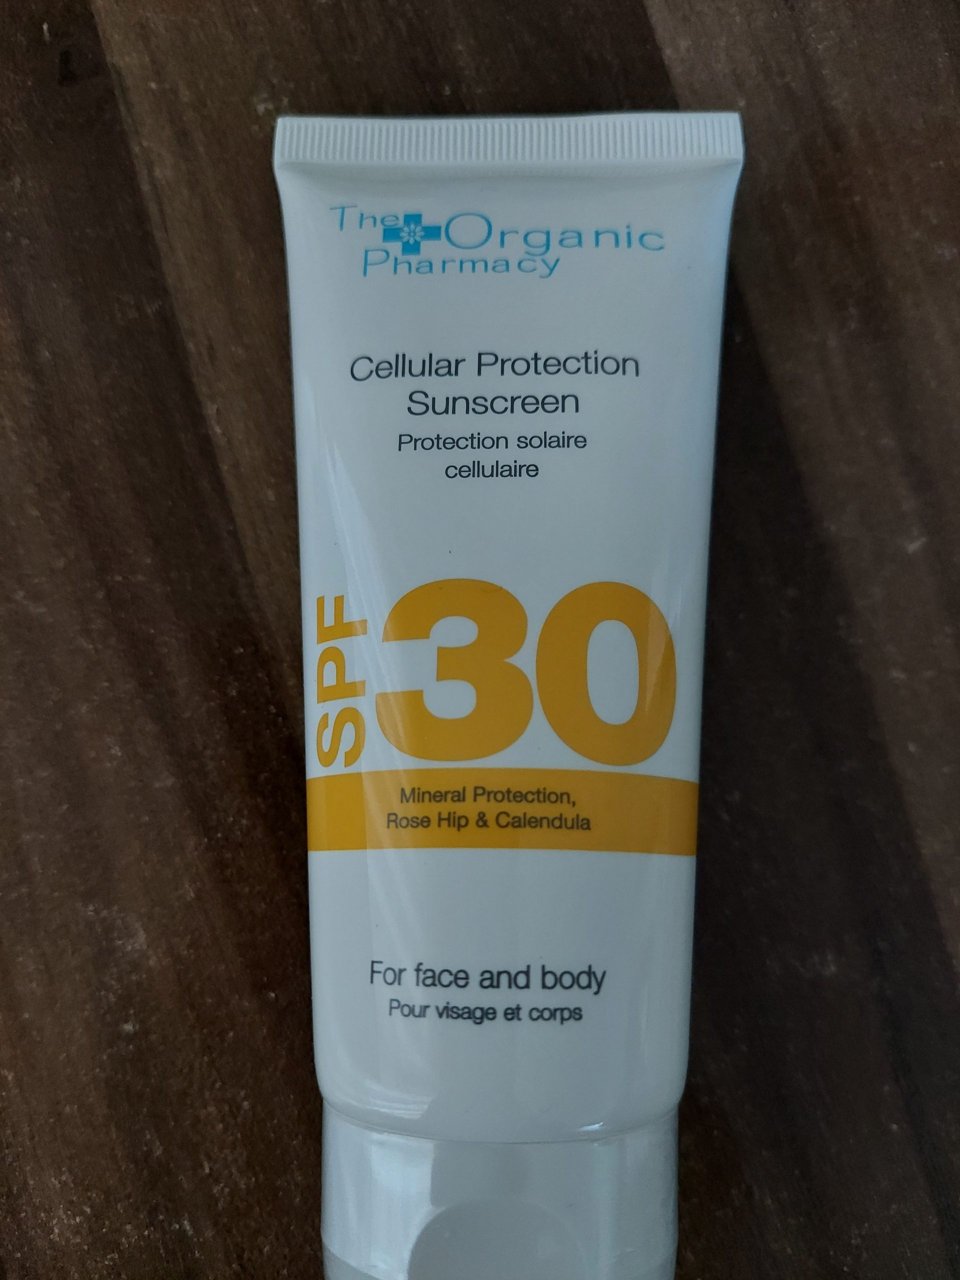 The Organic
Pharmacy
Cellular Protection
Sunscreen
Protection solaire
cellulaire
SPF 30
Mineral Protection,
Rose Hip & Calendula
For face and body
Pour visage et corps